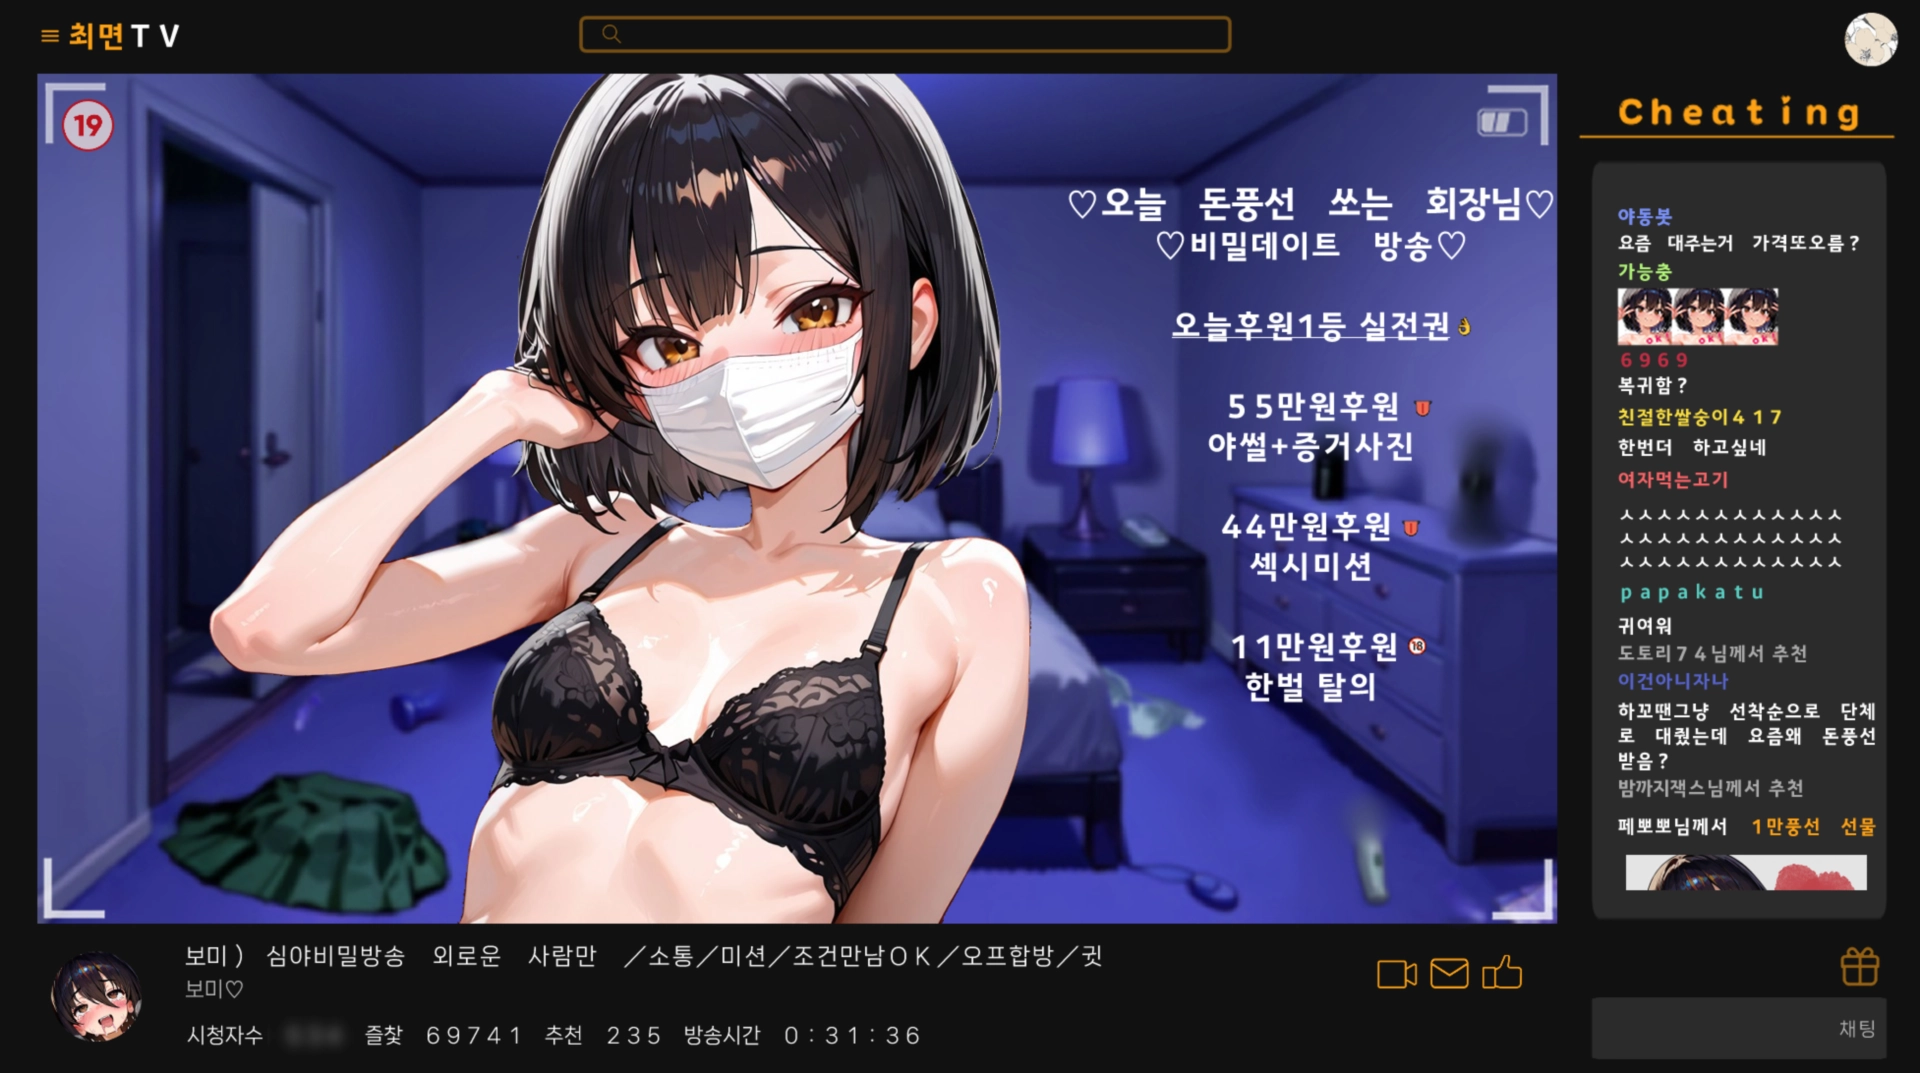 최면TV
19
♡오늘 돈풍선 쏘는 회장님♡
♡비밀데이트 방송♡
오늘후원1등 실전권👌
55만원후원
야썰+증거사진
44만원후원
섹시미션
11만원후원🔞
한벌 탈의
Cheating
야동봇
요즘 대주는거 가격또오름?
가능충
6969
복귀함?
친절한쌀숭이417
한번더 하고싶네
여자먹는고기
ㅅㅅㅅㅅㅅㅅㅅㅅㅅㅅㅅㅅ
ㅅㅅㅅㅅㅅㅅㅅㅅㅅㅅㅅㅅ
ㅅㅅㅅㅅㅅㅅㅅㅅㅅㅅㅅㅅ
papakatu
귀여워
도토리74님께서 추천
이건아니자나
하꼬땐그냥 선착순으로 단체
로 대줬는데 요즘왜 돈풍선
받음?
밤까지잭스님께서 추천
페뽀뽀님께서 1만풍선 선물
보미) 심야비밀방송 외로운 사람만 /소통/미션/조건만남OK/오프합방/귓
보미♡
시청자수 즐찾 69741 추천 235 방송시간 0:31:36
채팅